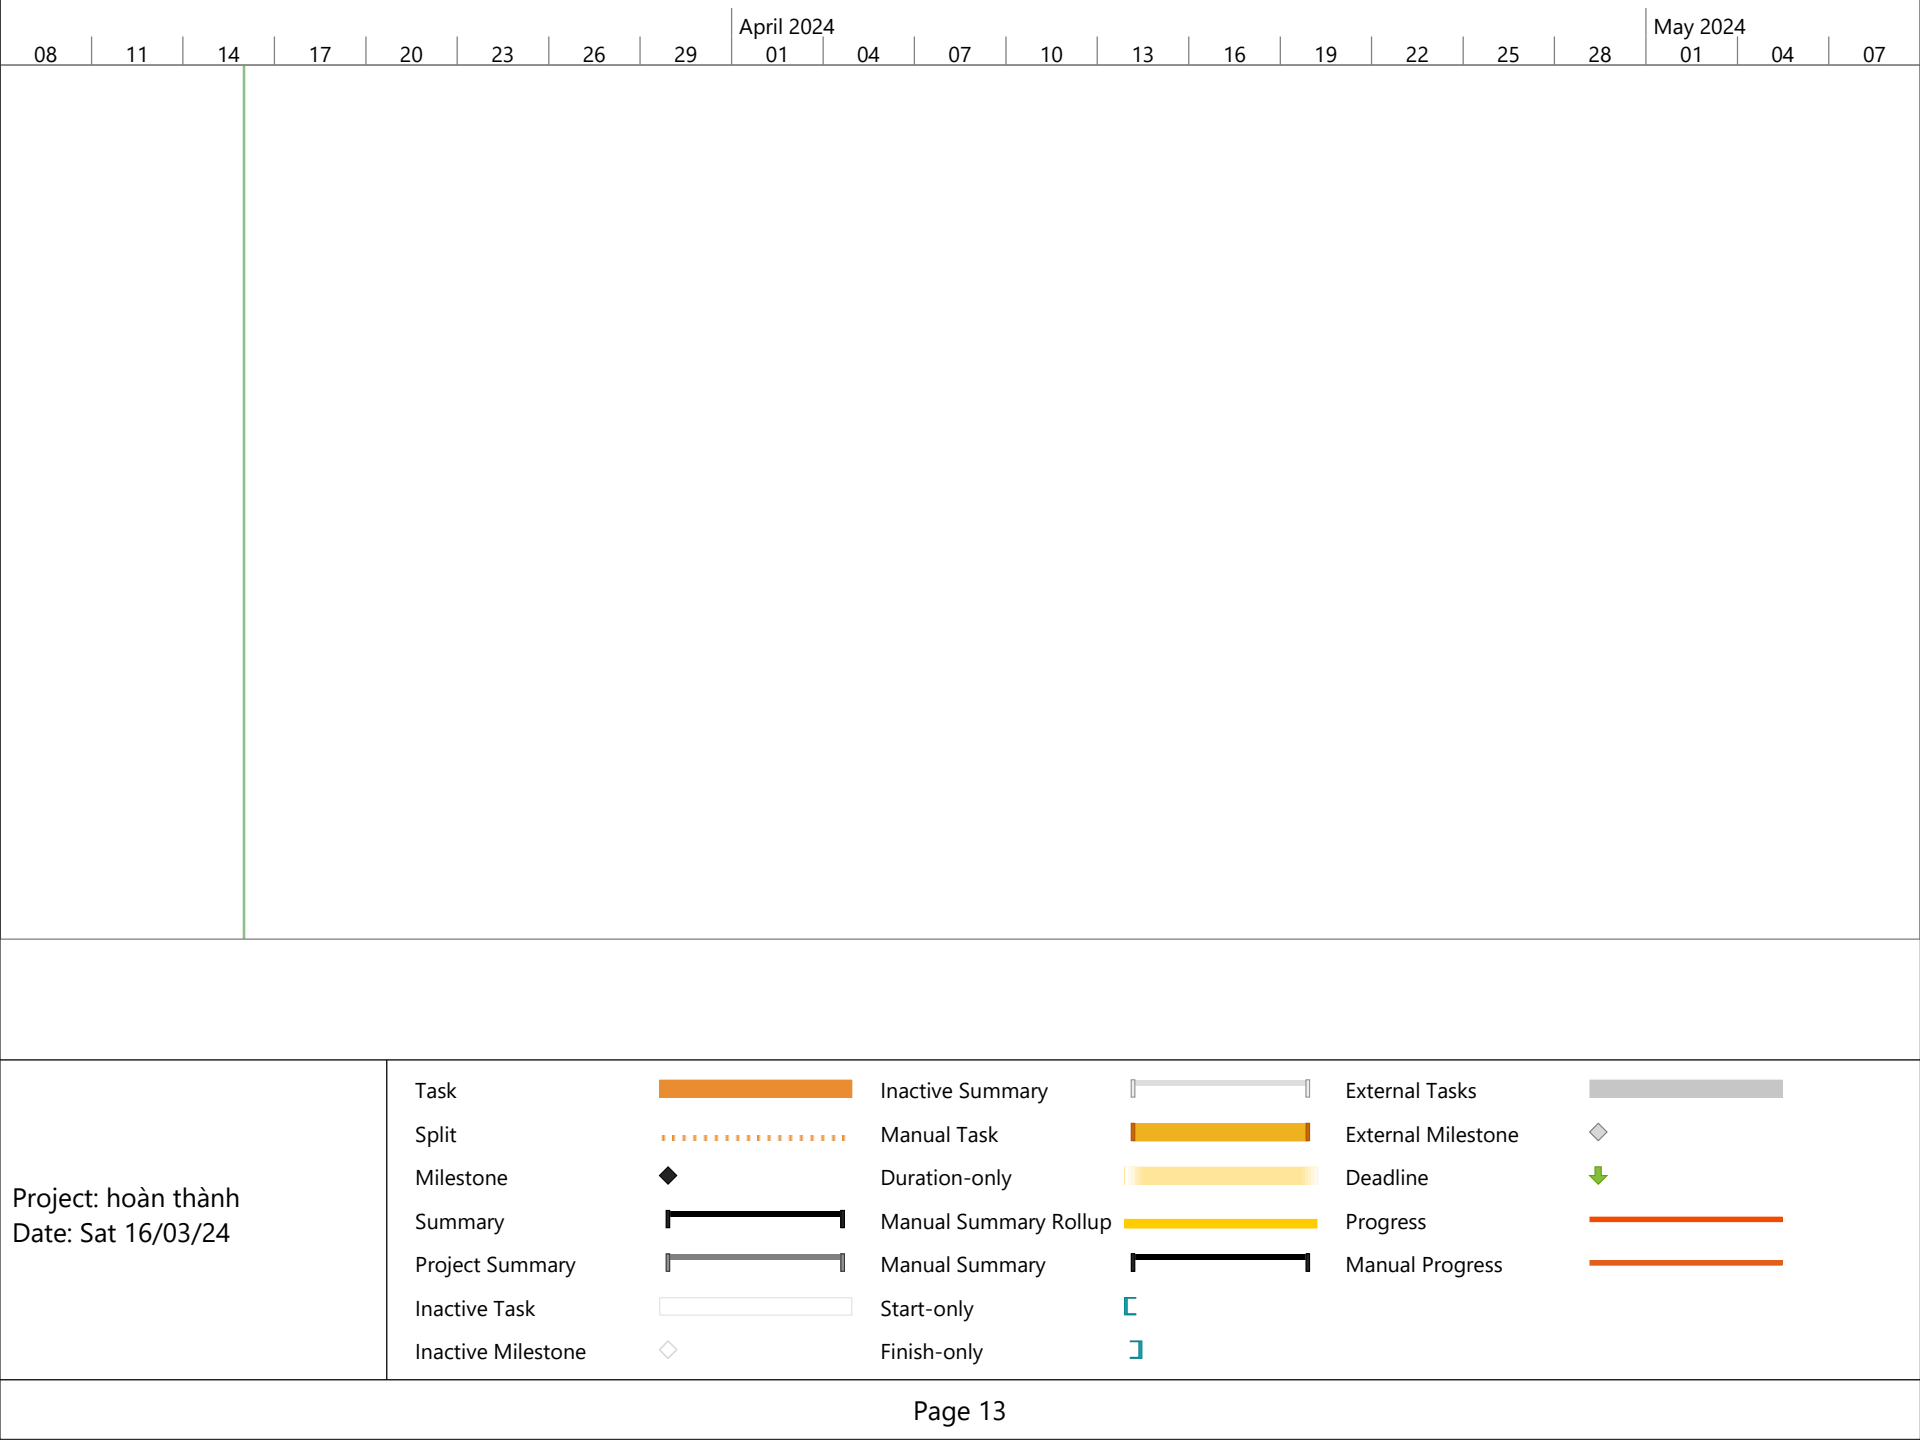 April 2024 May 2024
08 11 14 17 20 23 26 29 01 04 07 10 13 16 19 22 25 28 01 04 07
Project: hoàn thành
Date: Sat 16/03/24
Task
Split
Milestone
Summary
Project Summary
Inactive Task
Inactive Milestone
Inactive Summary
Manual Task
Duration-only
Manual Summary Rollup
Manual Summary
Start-only
Finish-only
External Tasks
External Milestone
Deadline
Progress
Manual Progress
Page 13